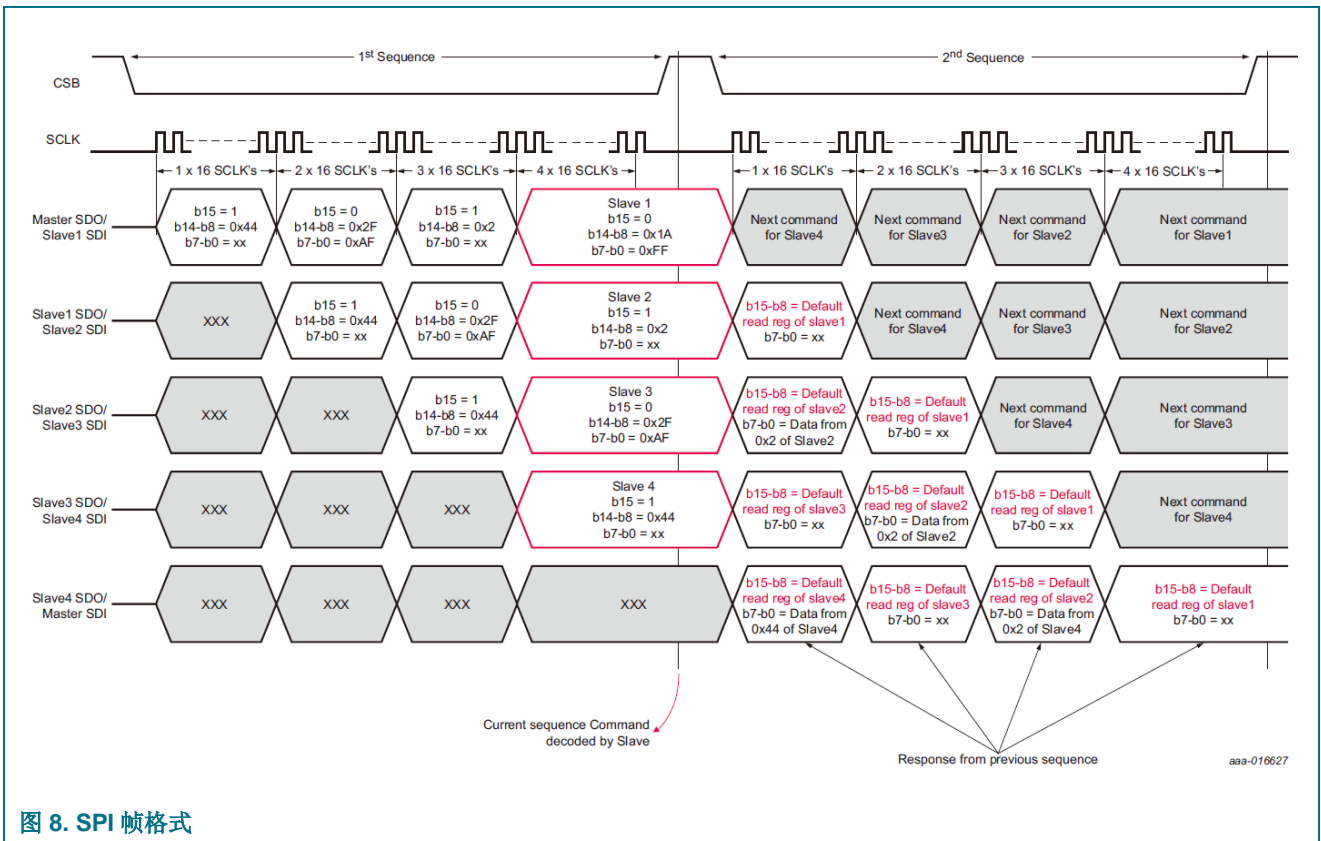 1st Sequence
2nd Sequence
CSB
SCLK
1 x 16 SCLK's
2 x 16 SCLK's
3 x 16 SCLK's
4 x 16 SCLK's
1 x 16 SCLK's
2 x 16 SCLK's
3 x 16 SCLK's
4 x 16 SCLK's
Master SDO/
Slave1 SDI
b15 = 1
b14-b8 = 0x44
b7-b0 = xx
b15 = 0
b14-b8 = 0x2F
b7-b0 = 0xAF
b15 = 1
b14-b8 = 0x2
b7-b0 = xx
Slave 1
b15 = 0
b14-b8 = 0x1A
b7-b0 = 0xFF
Next command
for Slave4
Next command
for Slave3
Next command
for Slave2
Next command
for Slave1
Slave1 SDO/
Slave2 SDI
XXX
b15 = 1
b14-b8 = 0x44
b7-b0 = xx
b15 = 0
b14-b8 = 0x2F
b7-b0 = 0xAF
Slave 2
b15 = 1
b14-b8 = 0x2
b7-b0 = xx
b15-b8 = Default
read reg of slave1
b7-b0 = xx
Next command
for Slave4
Next command
for Slave3
Next command
for Slave2
Slave2 SDO/
Slave3 SDI
XXX
XXX
b15 = 1
b14-b8 = 0x44
b7-b0 = xx
Slave 3
b15 = 0
b14-b8 = 0x2F
b7-b0 = 0xAF
b15-b8 = Default
read reg of slave2
b7-b0 = Data from
0x2 of Slave2
b15-b8 = Default
read reg of slave1
b7-b0 = xx
Next command
for Slave4
Next command
for Slave3
Slave3 SDO/
Slave4 SDI
XXX
XXX
XXX
Slave 4
b15 = 1
b14-b8 = 0x44
b7-b0 = xx
b15-b8 = Default
read reg of slave3
b7-b0 = xx
b15-b8 = Default
read reg of slave2
b7-b0 = Data from
0x2 of Slave2
b15-b8 = Default
read reg of slave1
b7-b0 = xx
Next command
for Slave4
Slave4 SDO/
Master SDI
XXX
XXX
XXX
XXX
b15-b8 = Default
read reg of slave4
b7-b0 = Data from
0x44 of Slave4
b15-b8 = Default
read reg of slave3
b7-b0 = xx
b15-b8 = Default
read reg of slave2
b7-b0 = Data from
0x2 of Slave4
b15-b8 = Default
read reg of slave1
b7-b0 = xx
Current sequence Command
decoded by Slave
Response from previous sequence
aaa-016627
图 8. SPI 帧格式